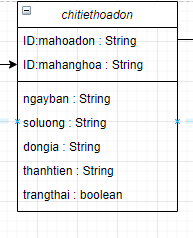 chitiethoadon
ID:mahoadon : String
ID:mahanghoa : String
ngayban : String
soluong : String
dongia : String
thanhtien : String
trangthai : boolean